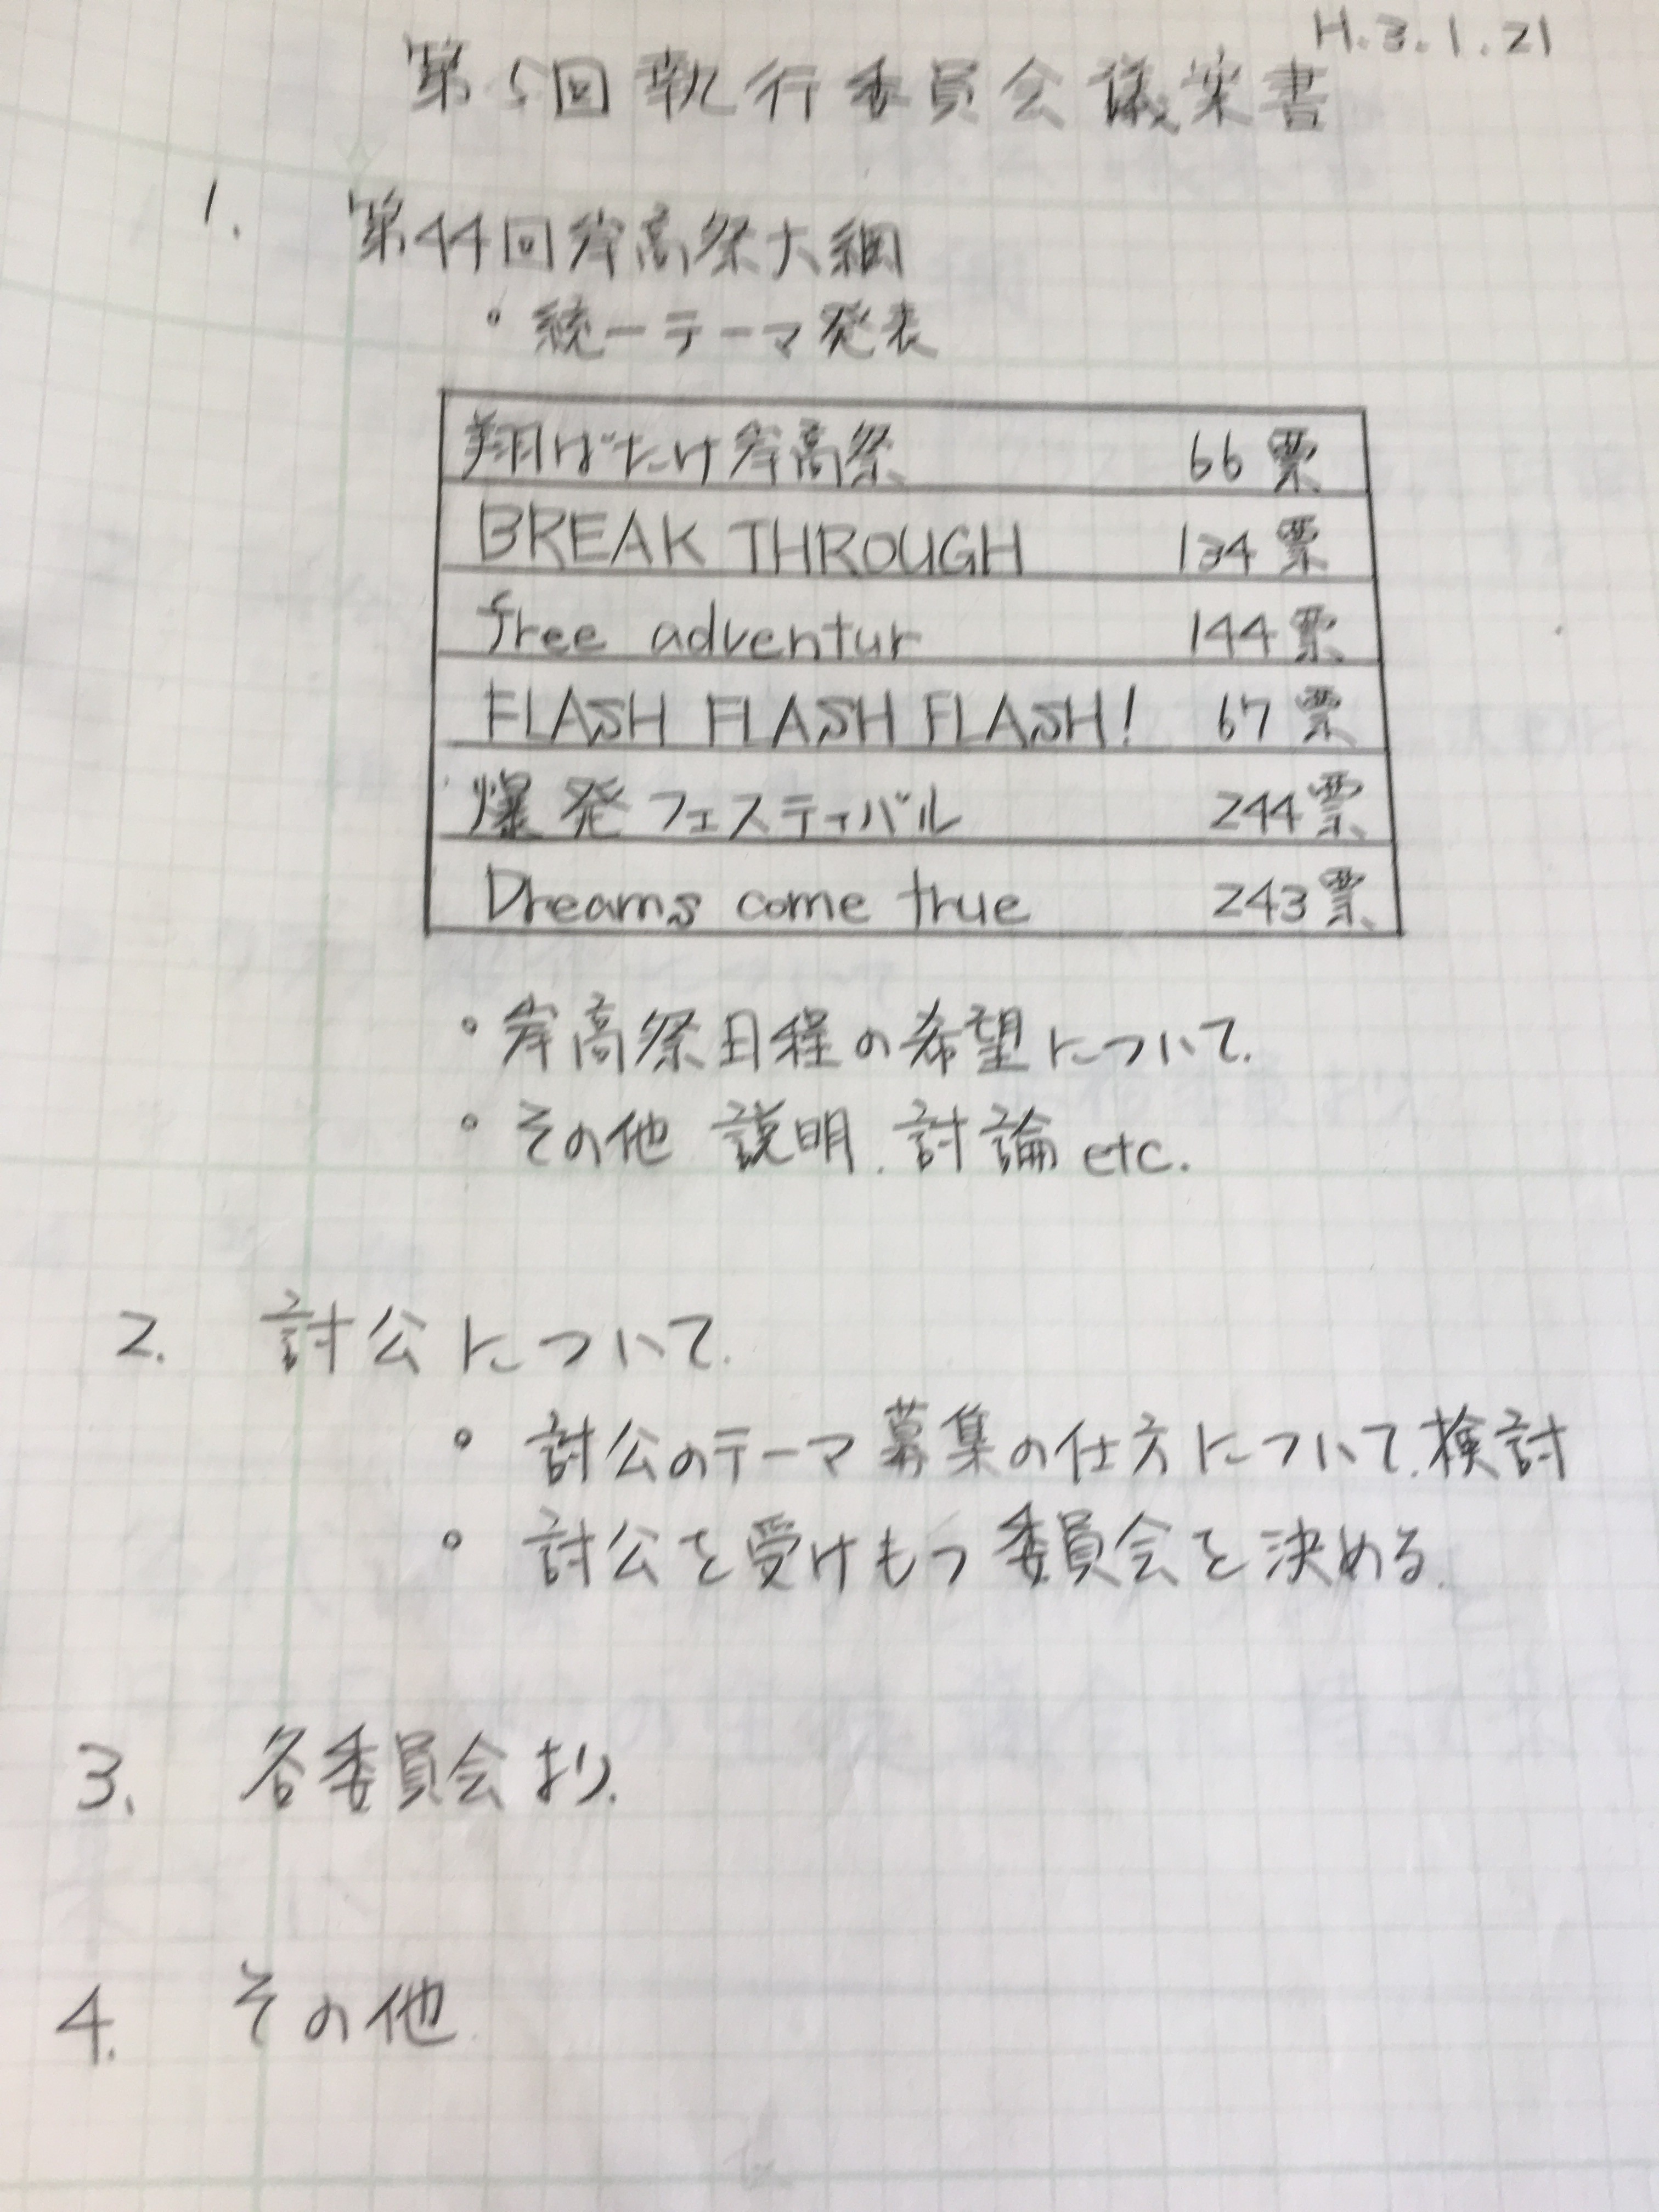 H.3.1.21
第5回執行委員会議案書
1. 第44回岸高祭大綱
・統一テーマ発表
翔ばたけ岸高祭 66票
BREAK THROUGH 134票
free adventur 144票
FLASH FLASH FLASH! 67票
爆発フェスティバル 244票
Dreams come true 243票
・岸高祭日程の希望について.
・その他 説明.討論etc.
2. 討公について.
・討公のテーマ募集の仕方について.検討
・討公を受けもつ委員会を決める.
3. 各委員会より.
4. その他.